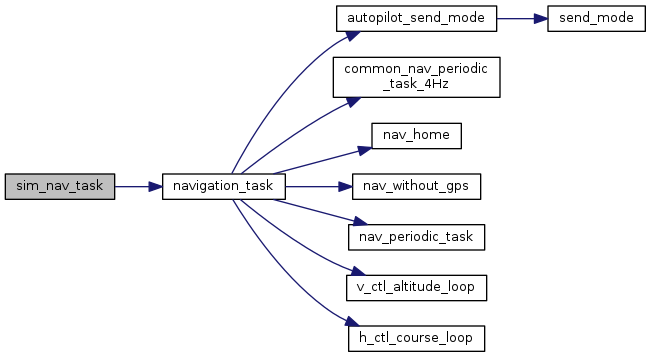 autopilot_send_mode
send_mode
common_nav_periodic
_task_4Hz
nav_home
sim_nav_task
navigation_task
nav_without_gps
nav_periodic_task
v_ctl_altitude_loop
h_ctl_course_loop